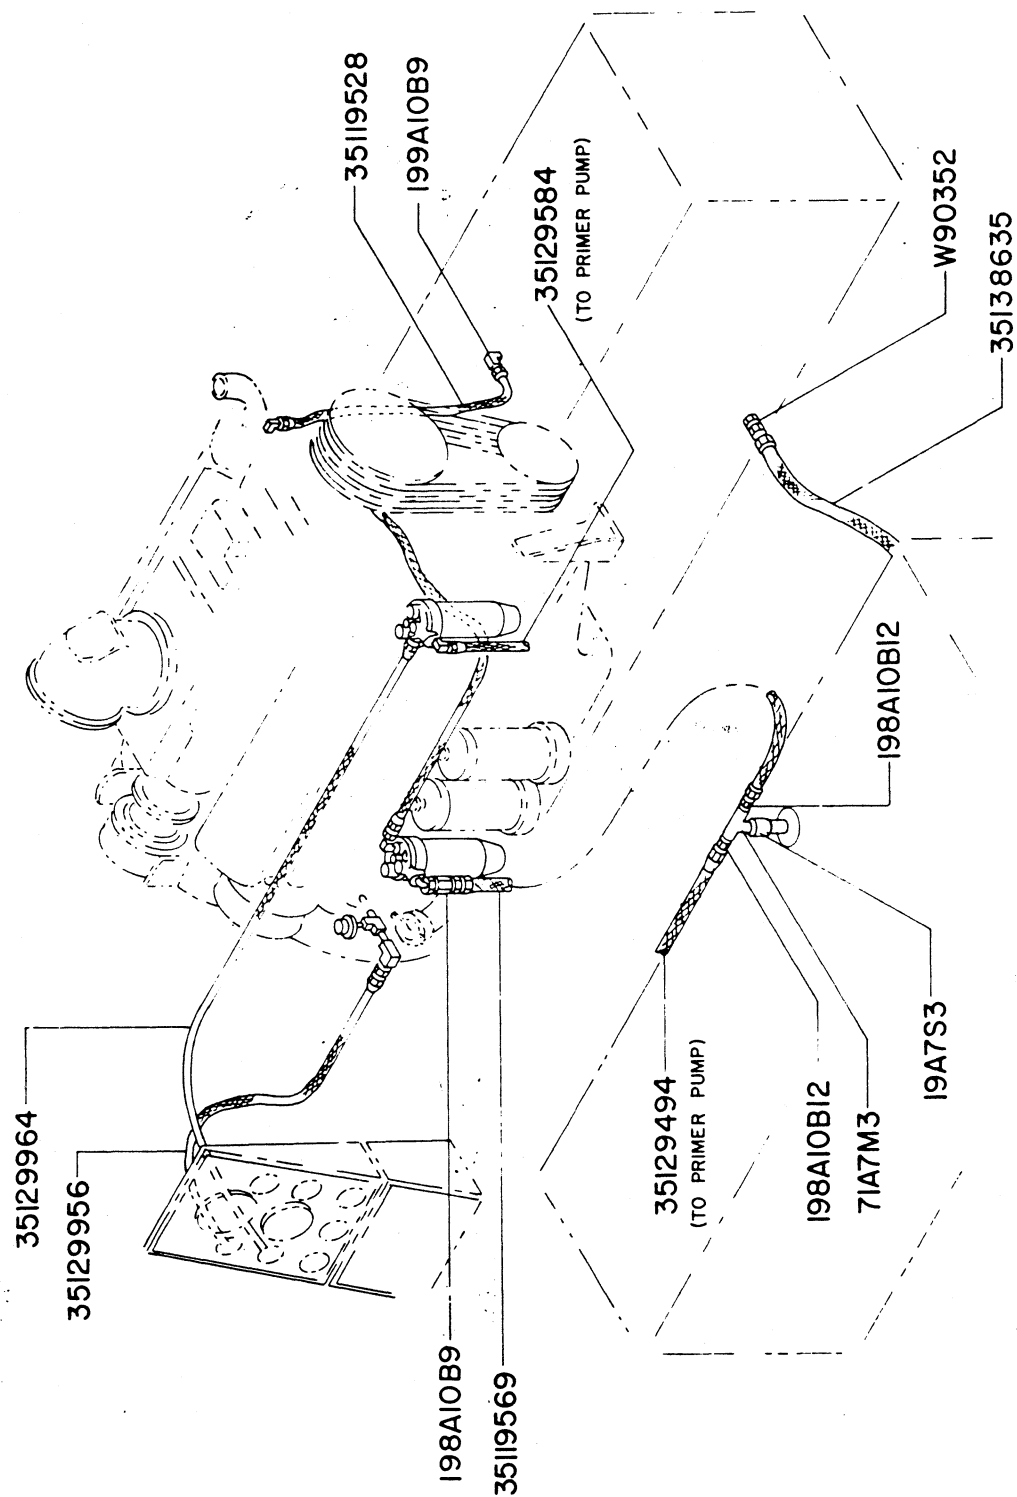 35129964
35129956
35119528
199A10B9
35129584
(TO PRIMER PUMP)
W90352
35138635
198A10B12
19A7S3
71A7M3
198A10B12
35129494
(TO PRIMER PUMP)
198A10B9
35119569